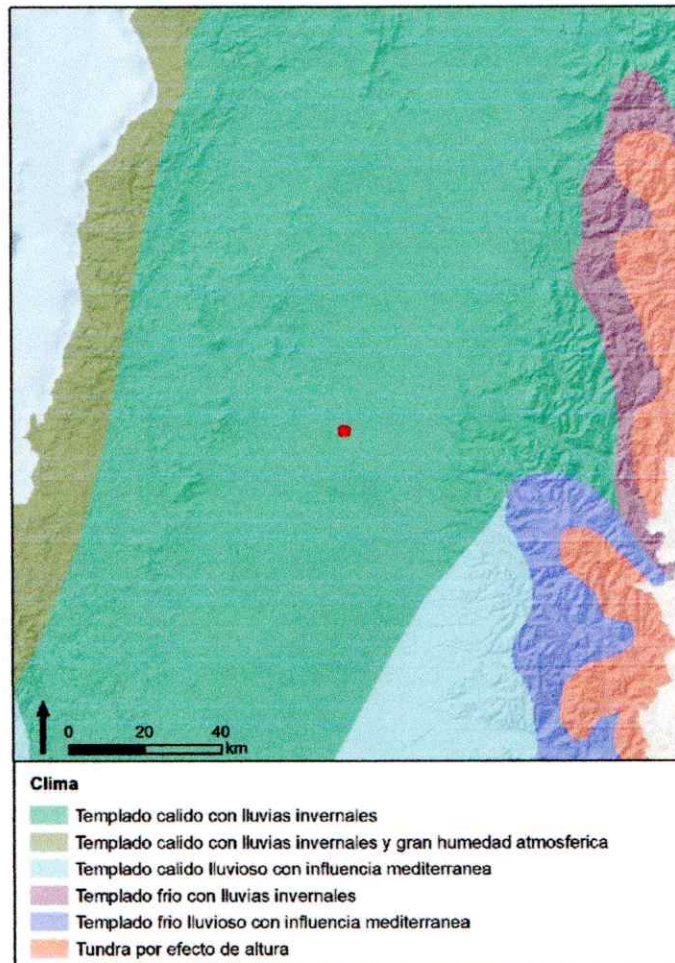 0 20 40
km
Clima
Templado calido con lluvias invernales
Templado calido con lluvias invernales y gran humedad atmosferica
Templado calido lluvioso con influencia mediterranea
Templado frio con lluvias invernales
Templado frio lluvioso con influencia mediterranea
Tundra por efecto de altura